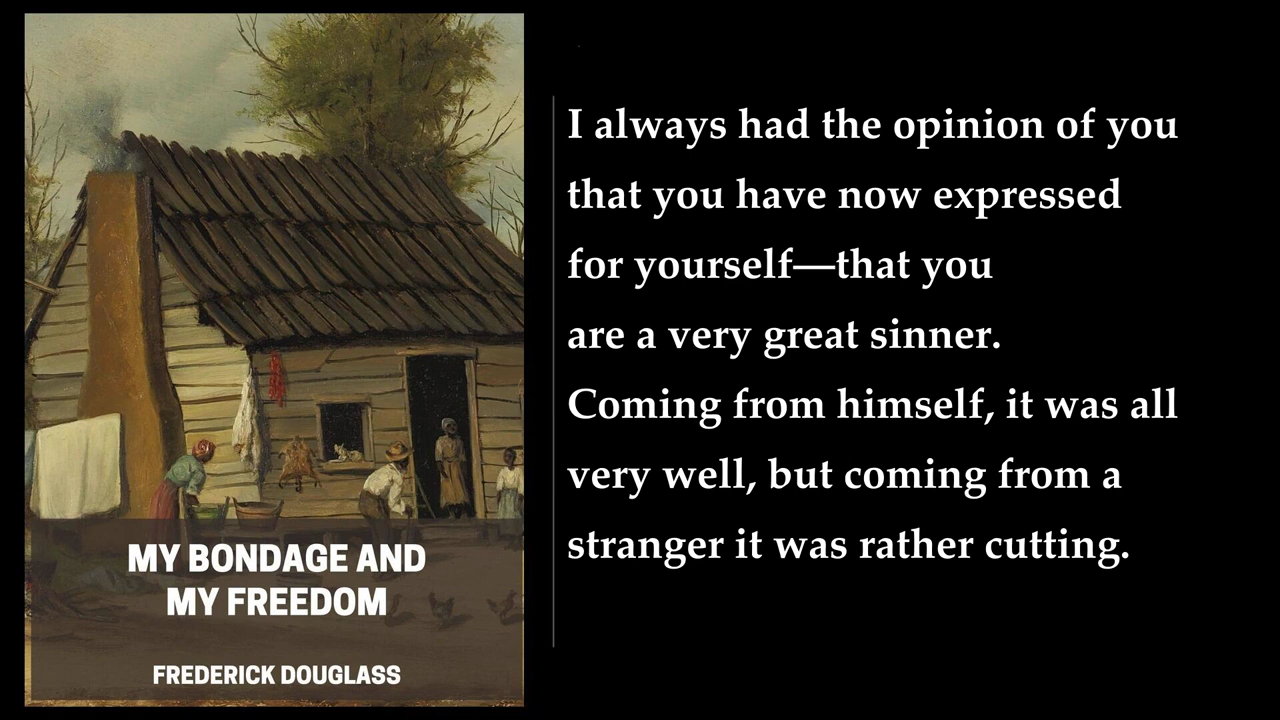 MY BONDAGE AND
MY FREEDOM
FREDERICK DOUGLASS
I always had the opinion of you
that you have now expressed
for yourself—that you
are a very great sinner.
Coming from himself, it was all
very well, but coming from a
stranger it was rather cutting.